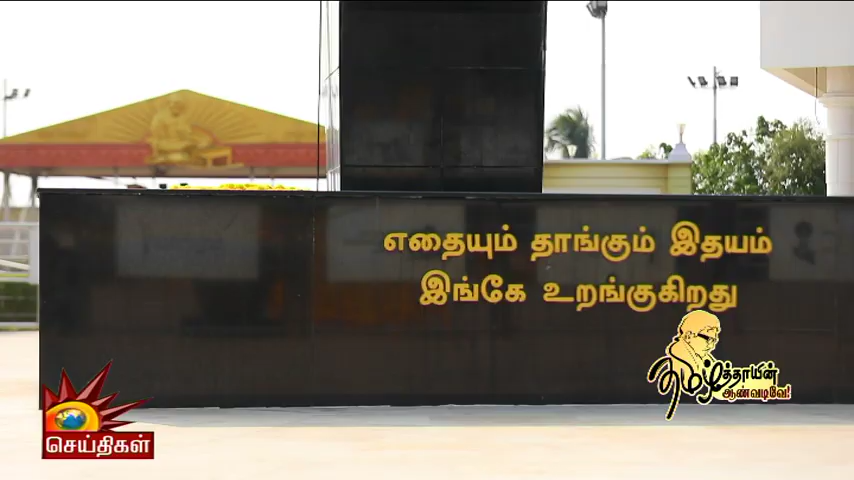 எதையும் தாங்கும் இதயம்
இங்கே உறங்குகிறது
தமிழ்த்தாயின்
ஆண்வடிவே!
செய்திகள்